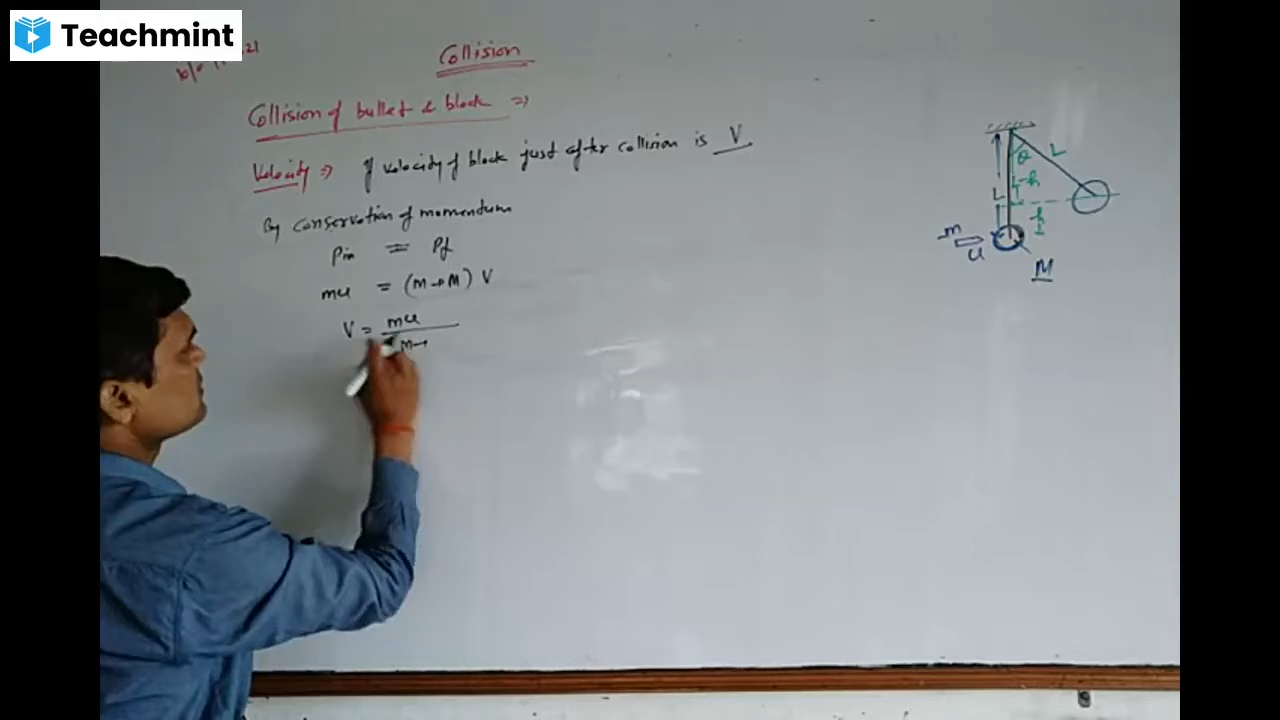 Teachmint
Collision
Collision of bullet & block ⇒
Velocity ⇒ If velocity of block just after collision is V
By conservation of momentum
Pin = Pf
mu = (m+M) V
V = mu
m+
θ
L
L-h
L
h
m
u
M